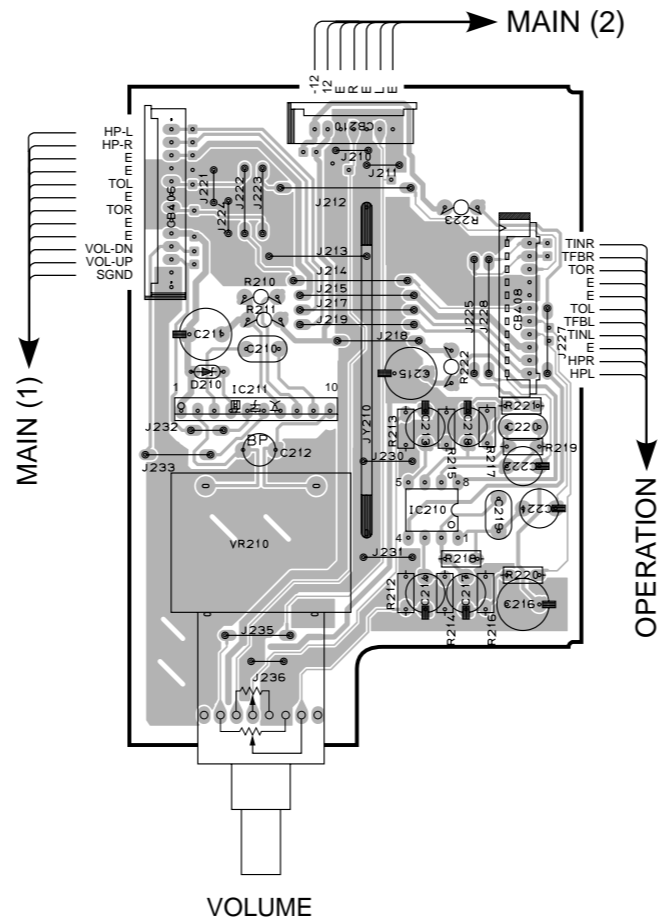 MAIN (2)
-12
12
E
R
E
L
E
CB210
J210
J211
HP-L
HP-R
E
E
TOL
E
TOR
E
E
VOL-DN
VOL-UP
SGND
MAIN (1)
CB406
J221
J224
J222
J223
J212
R223
J213
J214
J215
J217
J219
J218
R210
R211
C211
C210
D210
J225
J228
CB408
J227
TINR
TFBR
TOR
E
E
TOL
TFBL
TINL
E
HPR
HPL
OPERATION
R222
C215
1
IC211
10
J232
J233
BP
C212
JY210
J230
R213
C213
R215
C218
R217
R221
C220
R219
C223
5
8
IC210
4
1
C219
VR210
J231
R218
R212
C214
R214
C217
R216
R220
C216
J235
J236
VOLUME